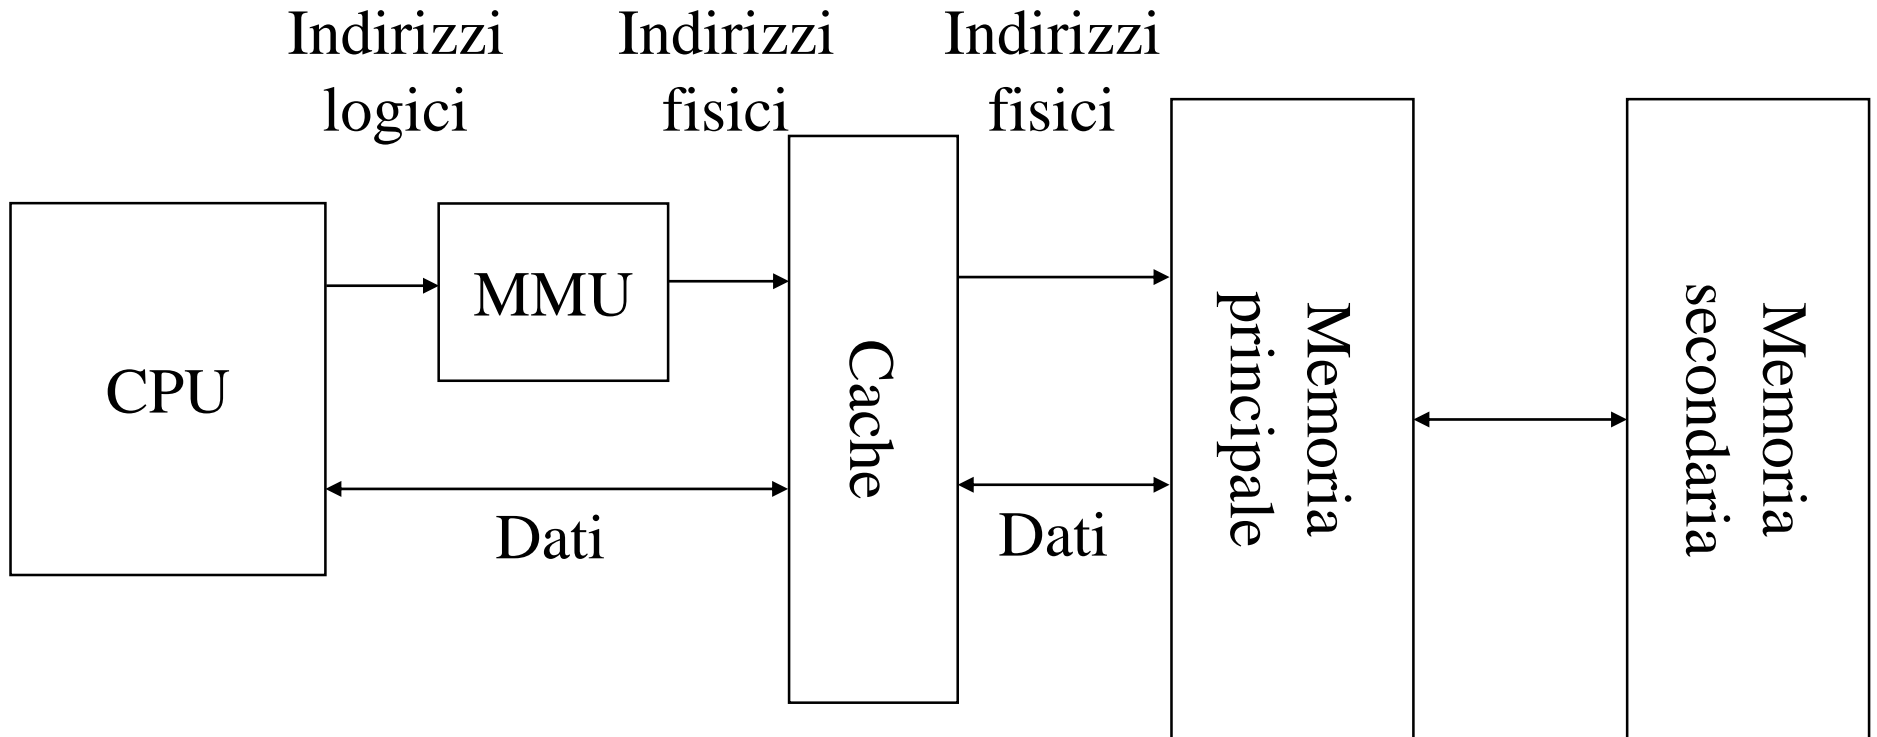 Indirizzi
logici
Indirizzi
fisici
Indirizzi
fisici
CPU
MMU
Cache
Memoria
principale
Memoria
secondaria
Dati
Dati